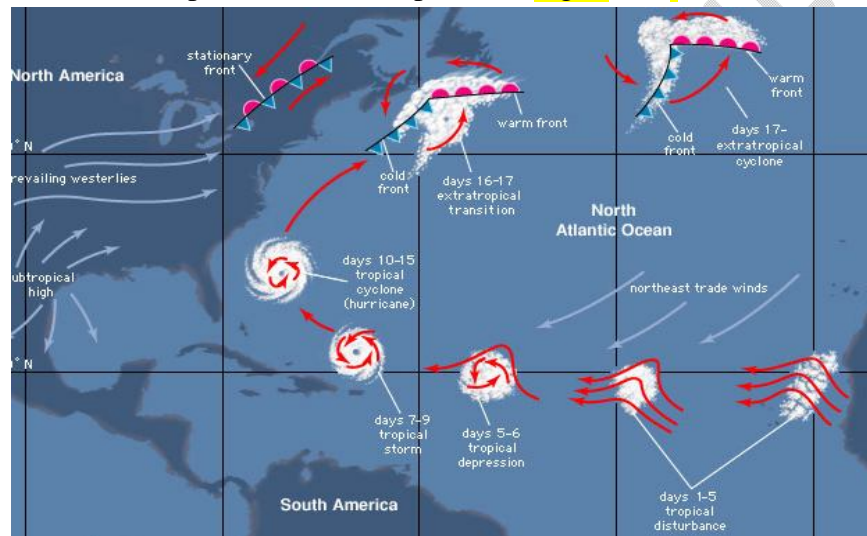 stationary
front
North America
warm
front
warm front
cold
front
days 17-
extratropical
cyclone
° N
revailing westerlies
cold
front
days 16-17
extratropical
transition
North
Atlantic Ocean
days 10-15
tropical
cyclone
(hurricane)
ubtropical
high
northeast trade winds
° N
days 7-9
tropical
storm
days 5-6
tropical
depression
South America
days 1-5
tropical
disturbance